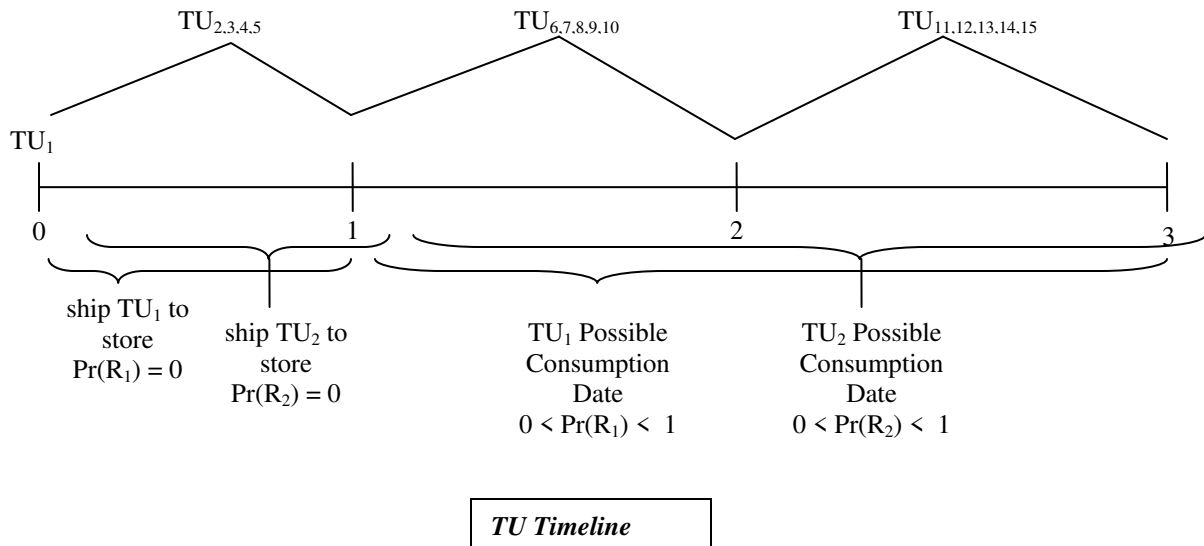 TU2,3,4,5
TU6,7,8,9,10
TU11,12,13,14,15
TU1
0
1
2
3
ship TU1 to
store
Pr(R1) = 0
ship TU2 to
store
Pr(R2) = 0
TU1 Possible
Consumption
Date
0 < Pr(R1) < 1
TU2 Possible
Consumption
Date
0 < Pr(R2) < 1
TU Timeline